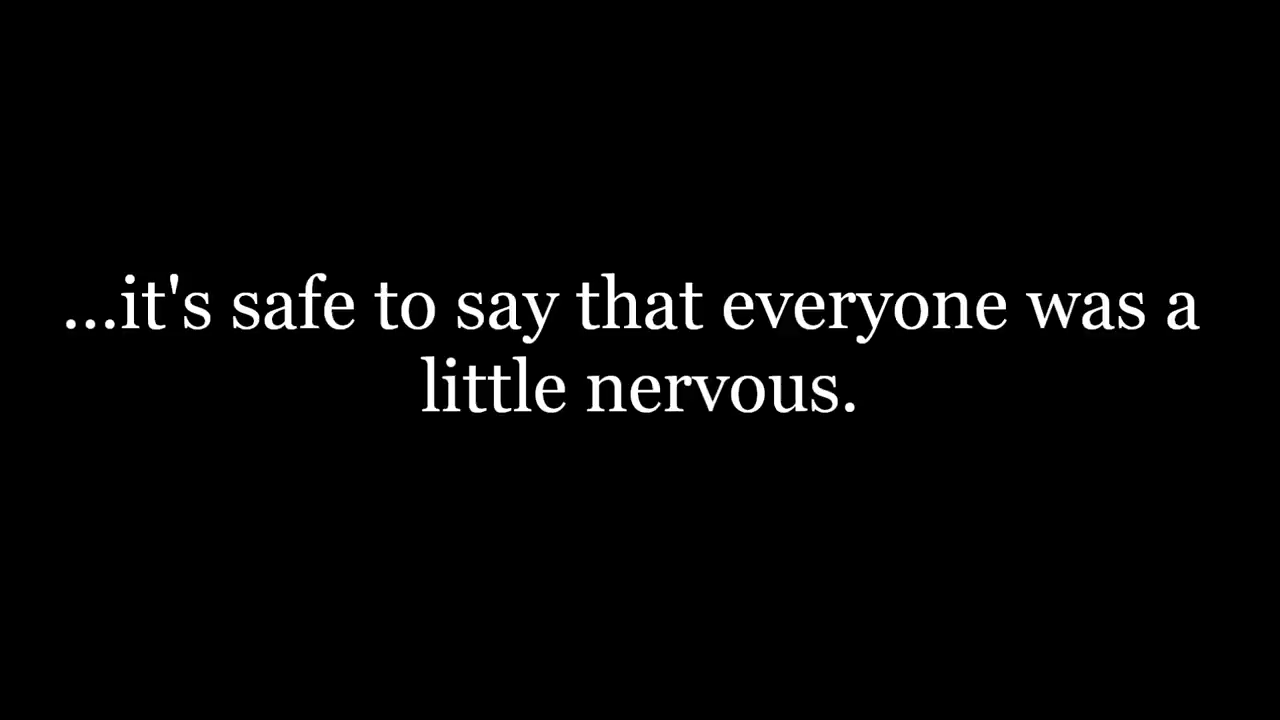 ...it's safe to say that everyone was a
little nervous.